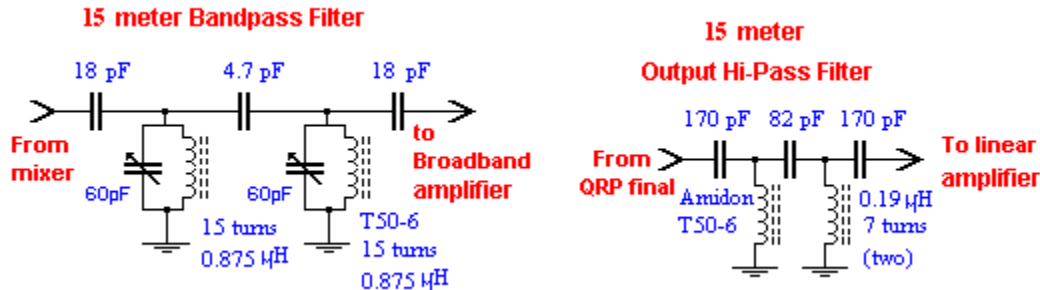 15 meter Bandpass Filter
18 pF
4.7 pF
18 pF
From
mixer
to
Broadband
amplifier
60pF
60pF
15 turns
0.875 µH
T50-6
15 turns
0.875 µH
15 meter
Output Hi-Pass Filter
170 pF
82 pF
170 pF
From
QRP final
To linear
amplifier
Amidon
T50-6
0.19 µH
7 turns
(two)